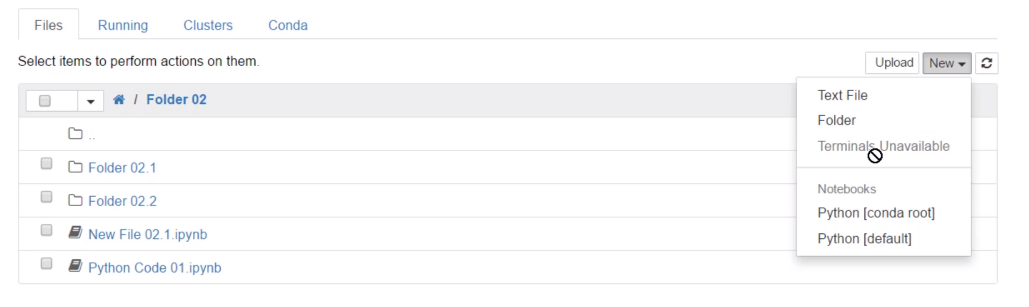 Files Running Clusters Conda
Select items to perform actions on them.
Upload New
/ Folder 02
..
Folder 02.1
Folder 02.2
New File 02.1.ipynb
Python Code 01.ipynb
Text File
Folder
Terminals Unavailable
Notebooks
Python [conda root]
Python [default]